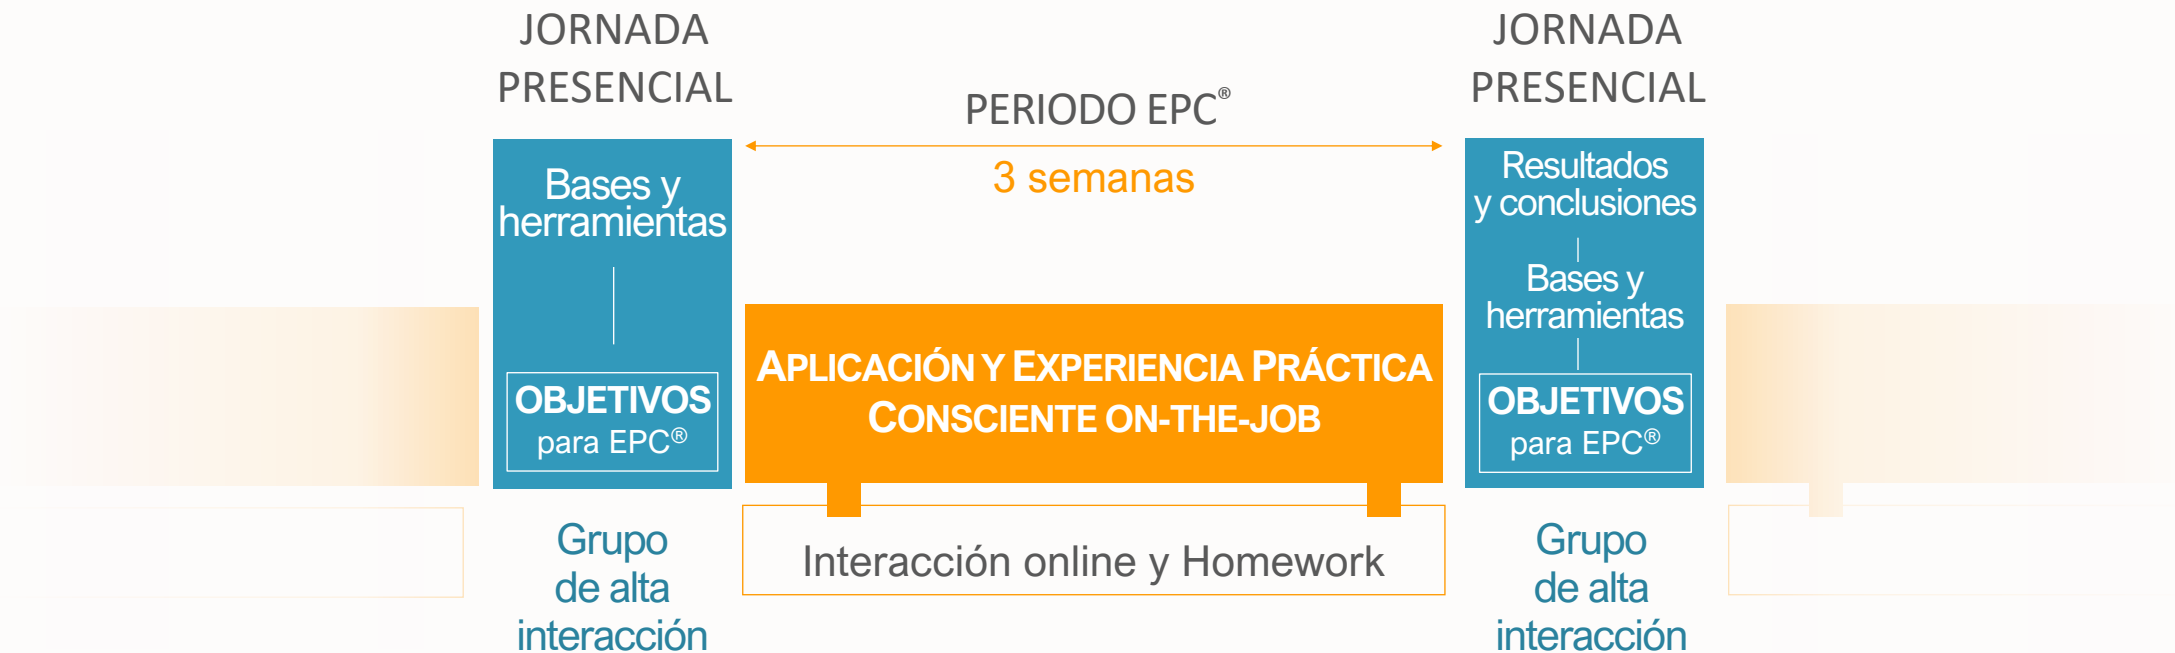 JORNADA
PRESENCIAL
Bases y
herramientas
OBJETIVOS
para EPC®
Grupo
de alta
interacción
PERIODO EPC®
3 semanas
APLICACIÓN Y EXPERIENCIA PRÁCTICA
CONSCIENTE ON-THE-JOB
Interacción online y Homework
JORNADA
PRESENCIAL
Resultados
y conclusiones
Bases y
herramientas
OBJETIVOS
para EPC®
Grupo
de alta
interacción